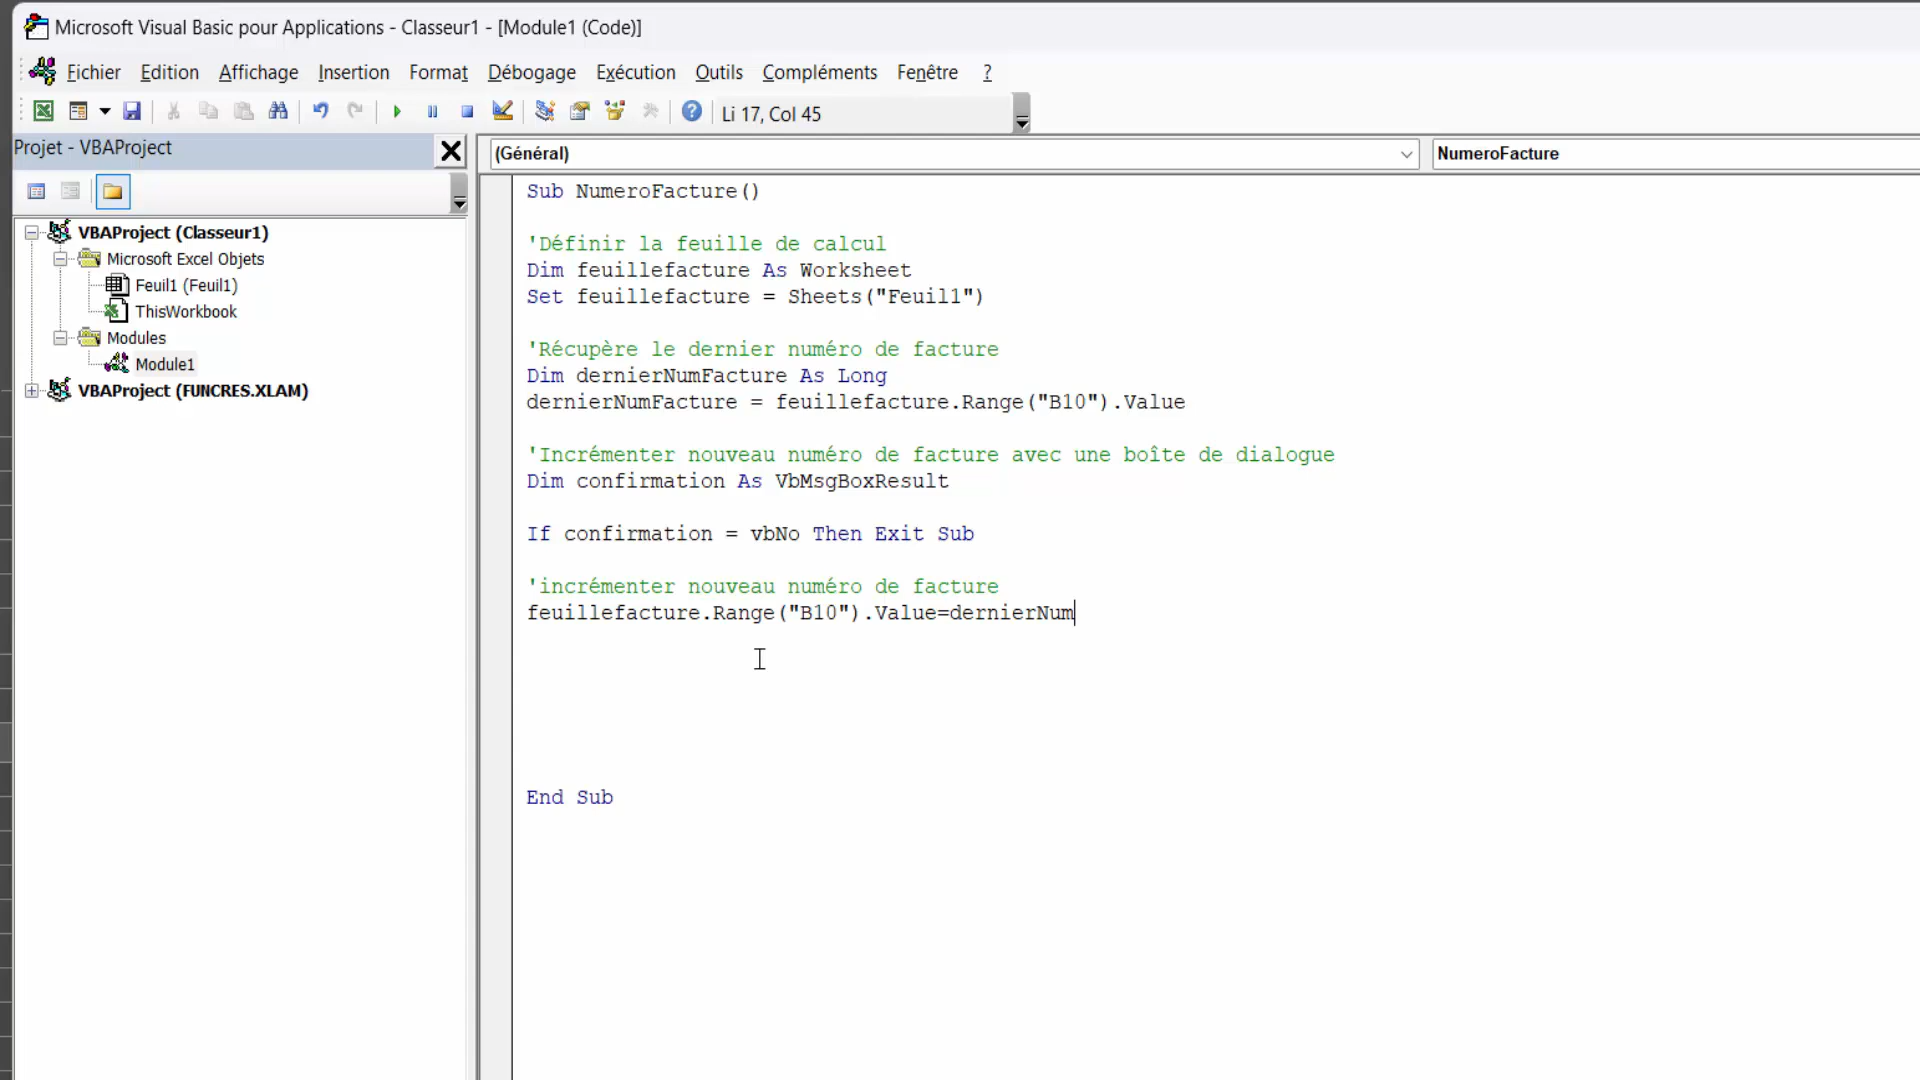 Microsoft Visual Basic pour Applications - Classeur1 - [Module1 (Code)]
Fichier Edition Affichage Insertion Format Débogage Exécution Outils Compléments Fenêtre ?
Li 17, Col 45
Projet - VBAProject
(Général)
NumeroFacture
VBAProject (Classeur1)
Microsoft Excel Objets
Feuil1 (Feuil1)
ThisWorkbook
Modules
Module1
VBAProject (FUNCRES.XLAM)
Sub NumeroFacture()
'Définir la feuille de calcul
Dim feuillefacture As Worksheet
Set feuillefacture = Sheets("Feuil1")
'Récupère le dernier numéro de facture
Dim dernierNumFacture As Long
dernierNumFacture = feuillefacture.Range("B10").Value
'Incrémenter nouveau numéro de facture avec une boîte de dialogue
Dim confirmation As VbMsgBoxResult
If confirmation = vbNo Then Exit Sub
'incrémenter nouveau numéro de facture
feuillefacture.Range("B10").Value=dernierNum
End Sub